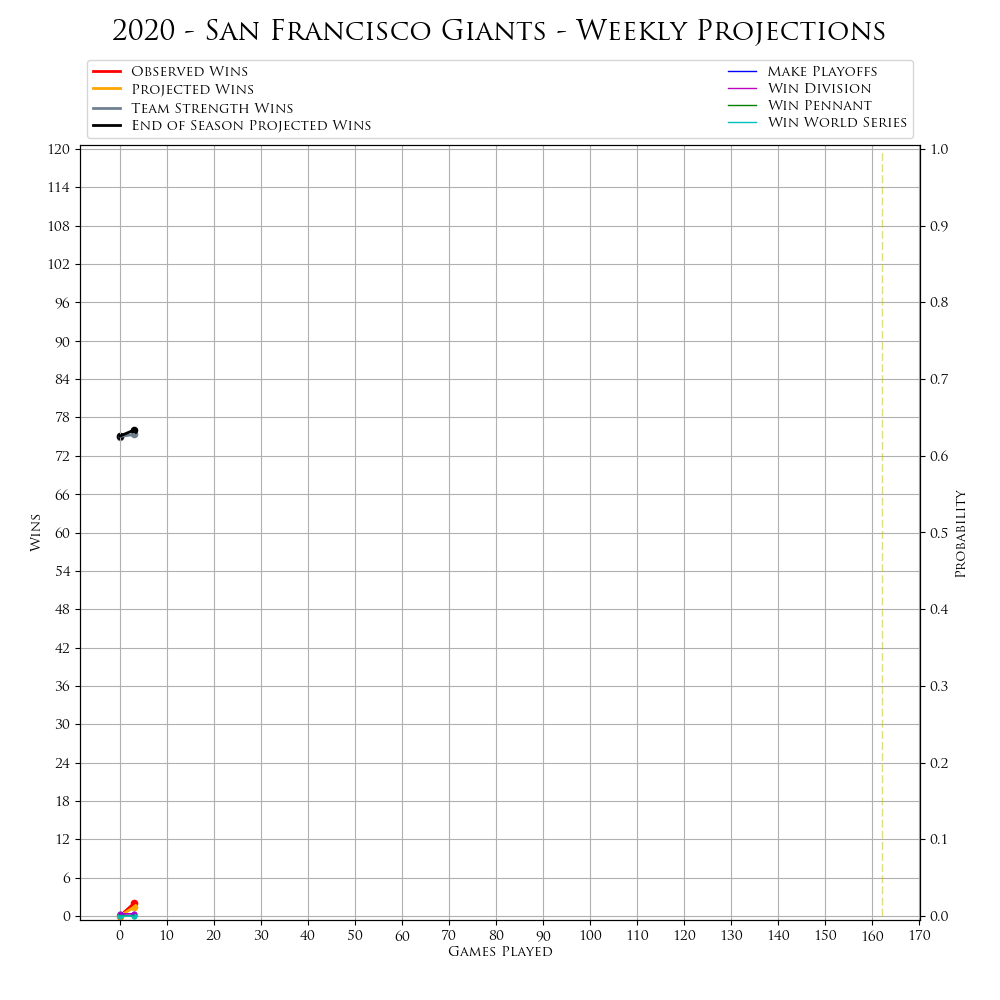 2020 - San Francisco Giants - Weekly Projections
Observed Wins
Projected Wins
Team Strength Wins
End of Season Projected Wins
Make Playoffs
Win Division
Win Pennant
Win World Series
120
114
108
102
96
90
84
78
72
66
60
54
48
42
36
30
24
18
12
6
0
Wins
1.0
0.9
0.8
0.7
0.6
0.5
0.4
0.3
0.2
0.1
0.0
Probability
0 10 20 30 40 50 60 70 80 90 100 110 120 130 140 150 160 170
Games Played